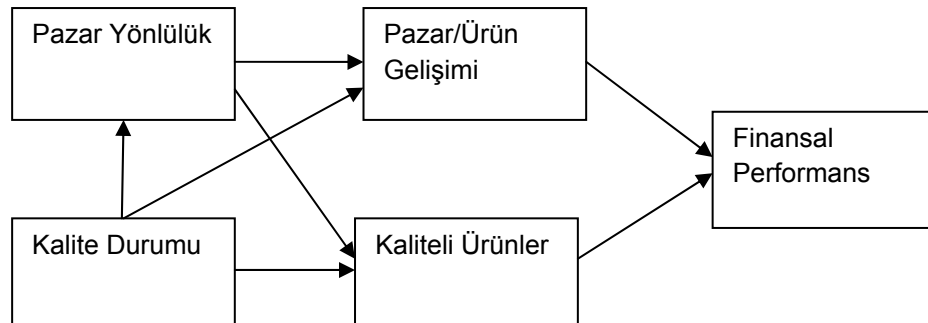 Pazar Yönlülük
Pazar/Ürün
Gelişimi
Finansal
Performans
Kalite Durumu
Kaliteli Ürünler